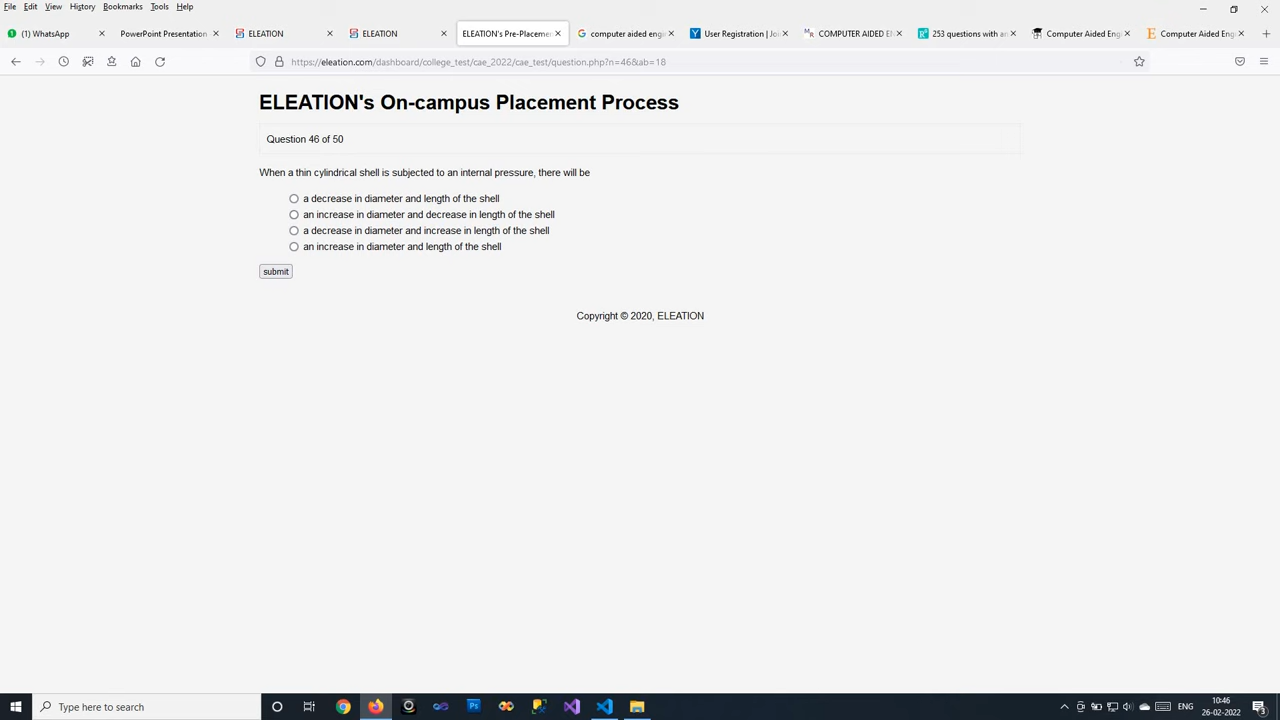 File Edit View History Bookmarks Tools Help
(1) WhatsApp
PowerPoint Presentation
ELEATION
ELEATION
ELEATION's Pre-Placemen
computer aided engi
User Registration | Joi
COMPUTER AIDED EN
253 questions with an
Computer Aided Eng
Computer Aided Eng
https://eleation.com/dashboard/college_test/cae_2022/cae_test/question.php?n=46&ab=18
ELEATION's On-campus Placement Process
Question 46 of 50
When a thin cylindrical shell is subjected to an internal pressure, there will be
a decrease in diameter and length of the shell
an increase in diameter and decrease in length of the shell
a decrease in diameter and increase in length of the shell
an increase in diameter and length of the shell
submit
Copyright © 2020, ELEATION
Type here to search
ENG
10:46
26-02-2022